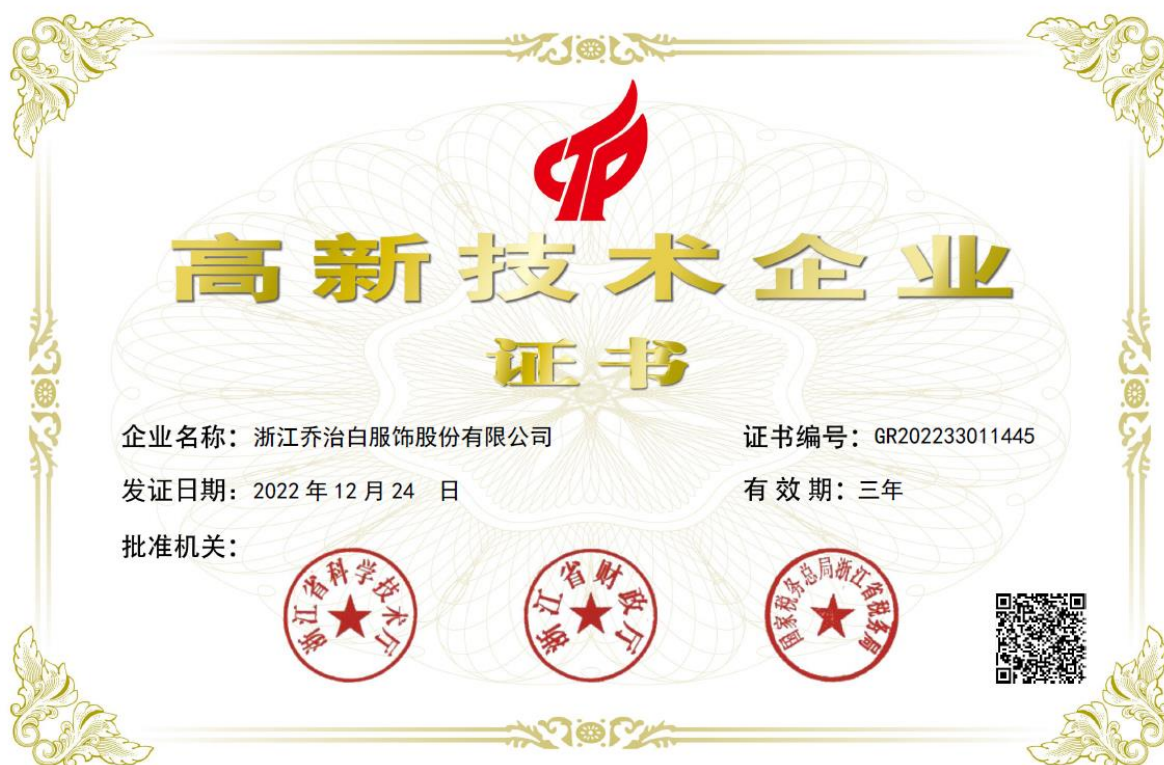 高新技术企业
证书
企业名称：浙江乔治白服饰股份有限公司 证书编号：GR202233011445
发证日期：2022 年 12 月 24 日 有效期：三年
批准机关：
浙江省科学技术厅 浙江省财政厅 国家税务总局浙江省税务局